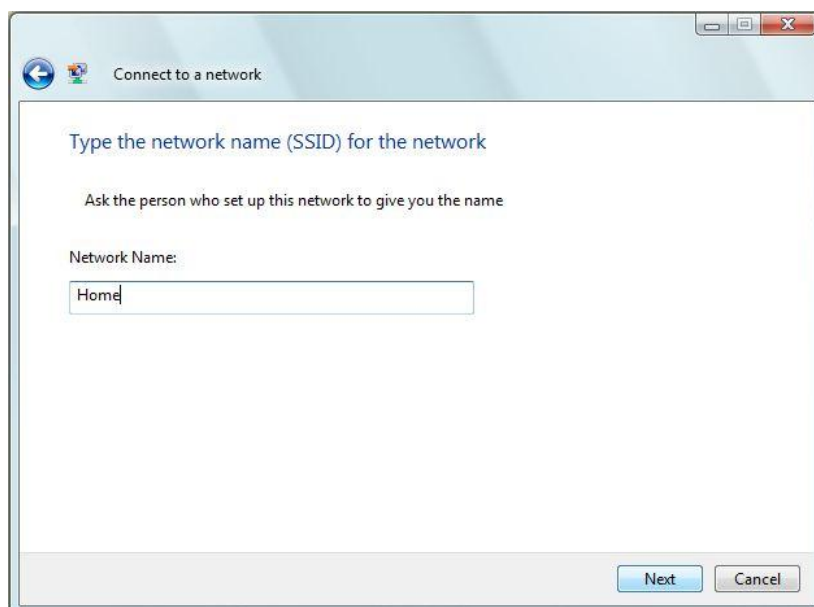 Connect to a network
Type the network name (SSID) for the network
Ask the person who set up this network to give you the name
Network Name:
Home
Next Cancel